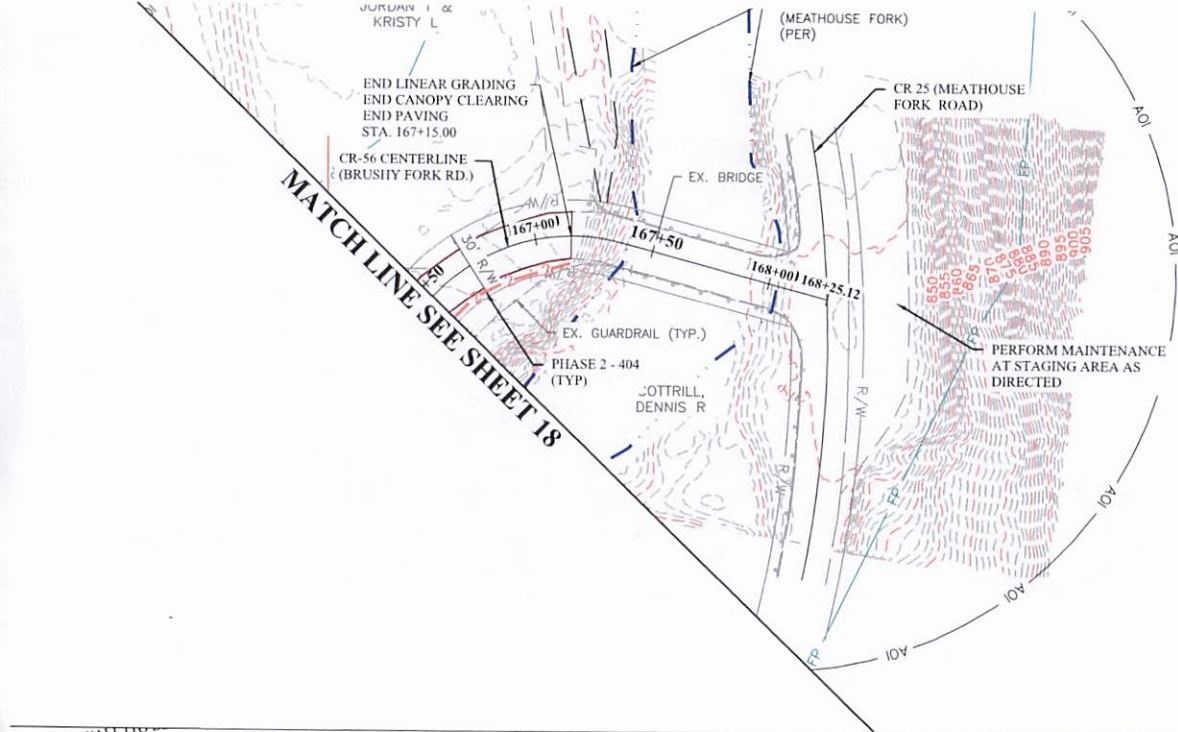 KRISTY L
(MEATHOUSE FORK)
(PER)
END LINEAR GRADING
END CANOPY CLEARING
END PAVING
STA. 167+15.00
CR 25 (MEATHOUSE
FORK ROAD)
CR-56 CENTERLINE
(BRUSHY FORK RD.)
MATCH LINE SEE SHEET 18
EX. BRIDGE
R/W
30' R/W
167+00
+50
167+50
168+00
168+25.12
EX. GUARDRAIL (TYP.)
PHASE 2 - 404
(TYP)
COTTRILL,
DENNIS R
R/W
R/W
850
855
860
865
870
875
880
885
890
895
900
905
PERFORM MAINTENANCE
AT STAGING AREA AS
DIRECTED
FP
FP
FP
FP
AOI
AOI
AOI
AOI
AOI